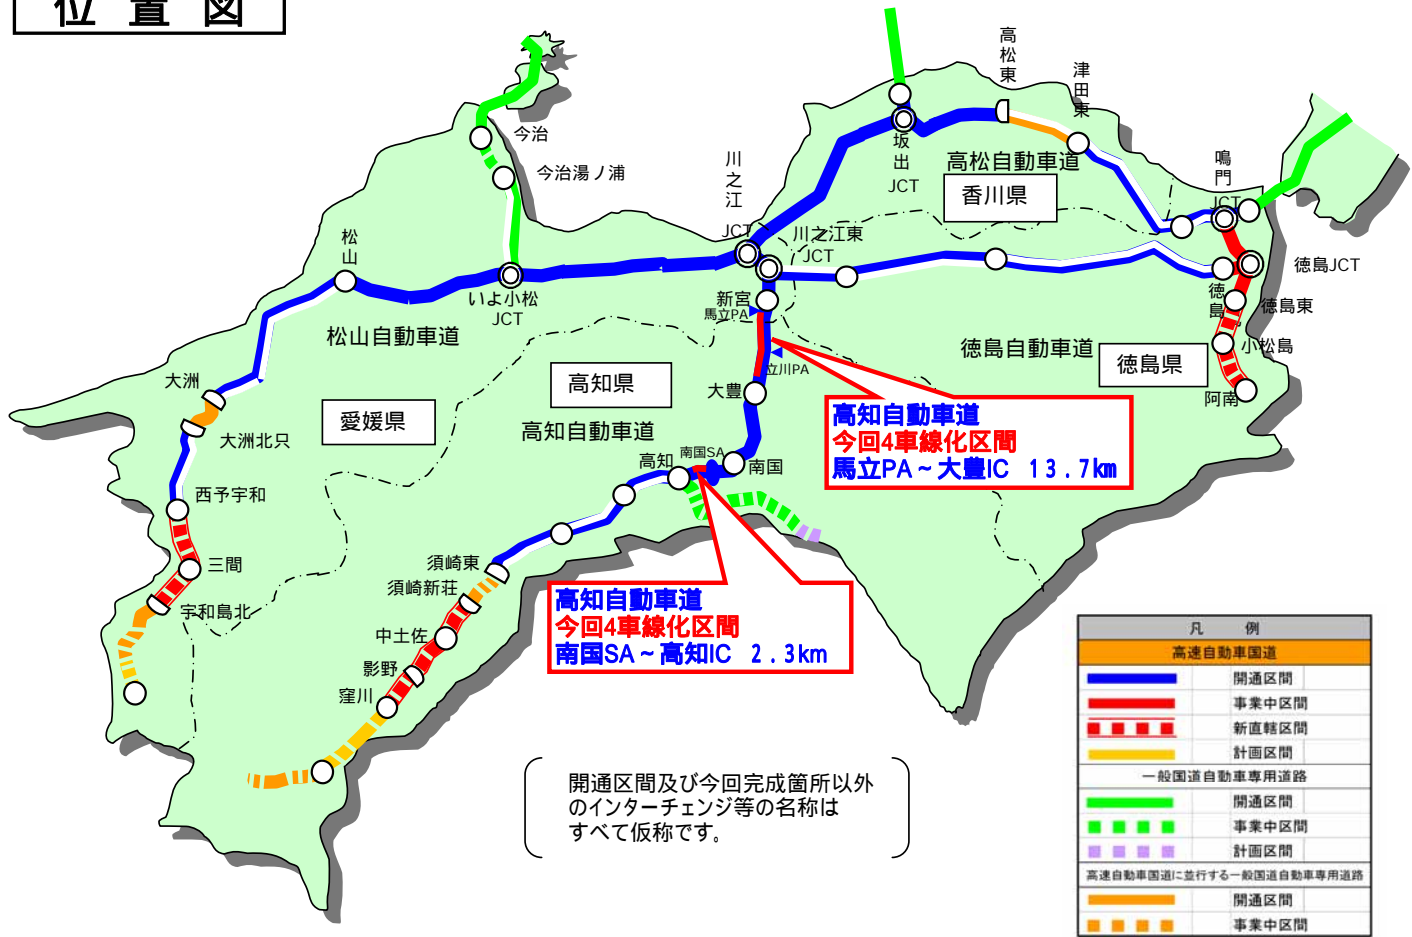 位置図
高松東
津田東
今治
今治湯ノ浦
川之江
JCT
坂出
JCT
高松自動車道
香川県
鳴門
JCT
松山
川之江東
JCT
徳島JCT
いよ小松
JCT
新宮
馬立PA
徳島
徳島東
松山自動車道
徳島自動車道
小松島
徳島県
立川PA
大洲
高知県
大豊
阿南
愛媛県
大洲北只
高知自動車道
高知自動車道
今回4車線化区間
馬立PA～大豊IC 13.7km
高知
南国SA
南国
西予宇和
三間
須崎東
須崎新荘
宇和島北
中土佐
影野
窪川
高知自動車道
今回4車線化区間
南国SA～高知IC 2.3km
開通区間及び今回完成箇所以外
のインターチェンジ等の名称は
すべて仮称です。
凡 例
高速自動車国道
開通区間
事業中区間
新直轄区間
計画区間
一般国道自動車専用道路
開通区間
事業中区間
計画区間
高速自動車国道に並行する一般国道自動車専用道路
開通区間
事業中区間